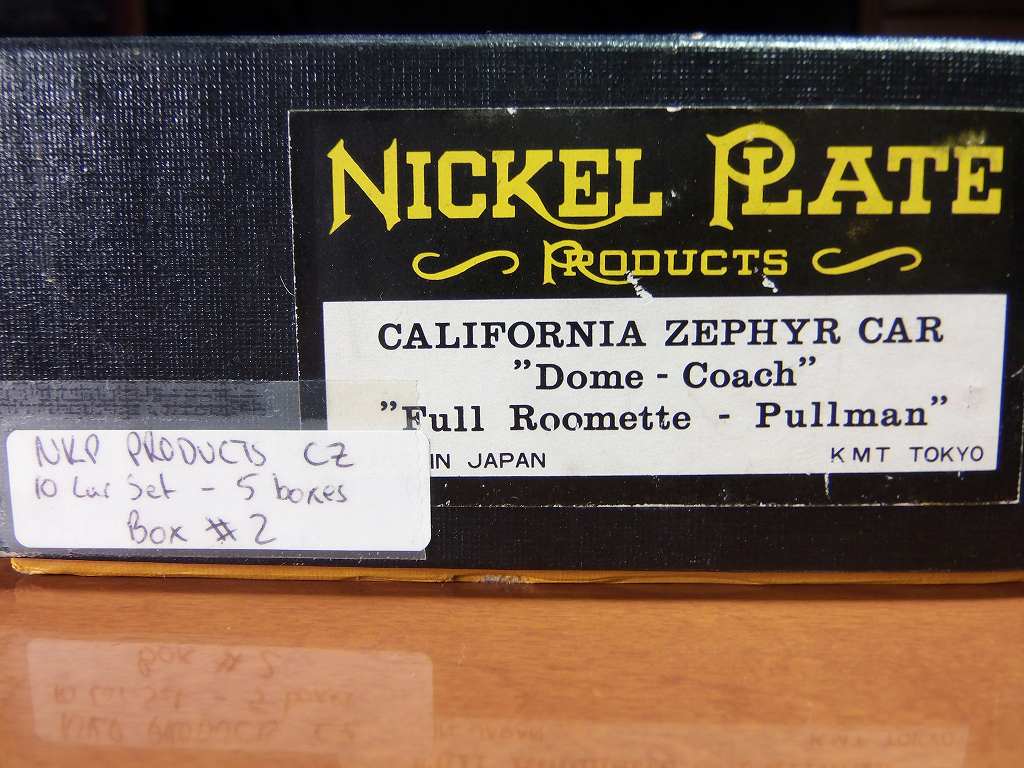 NICKEL PLATE
PRODUCTS
CALIFORNIA ZEPHYR CAR
"Dome - Coach"
"Full Roomette - Pullman"
IN JAPAN
KMT TOKYO
NKP PRODUCTS CZ
10 Car Set - 5 boxes
Box # 2